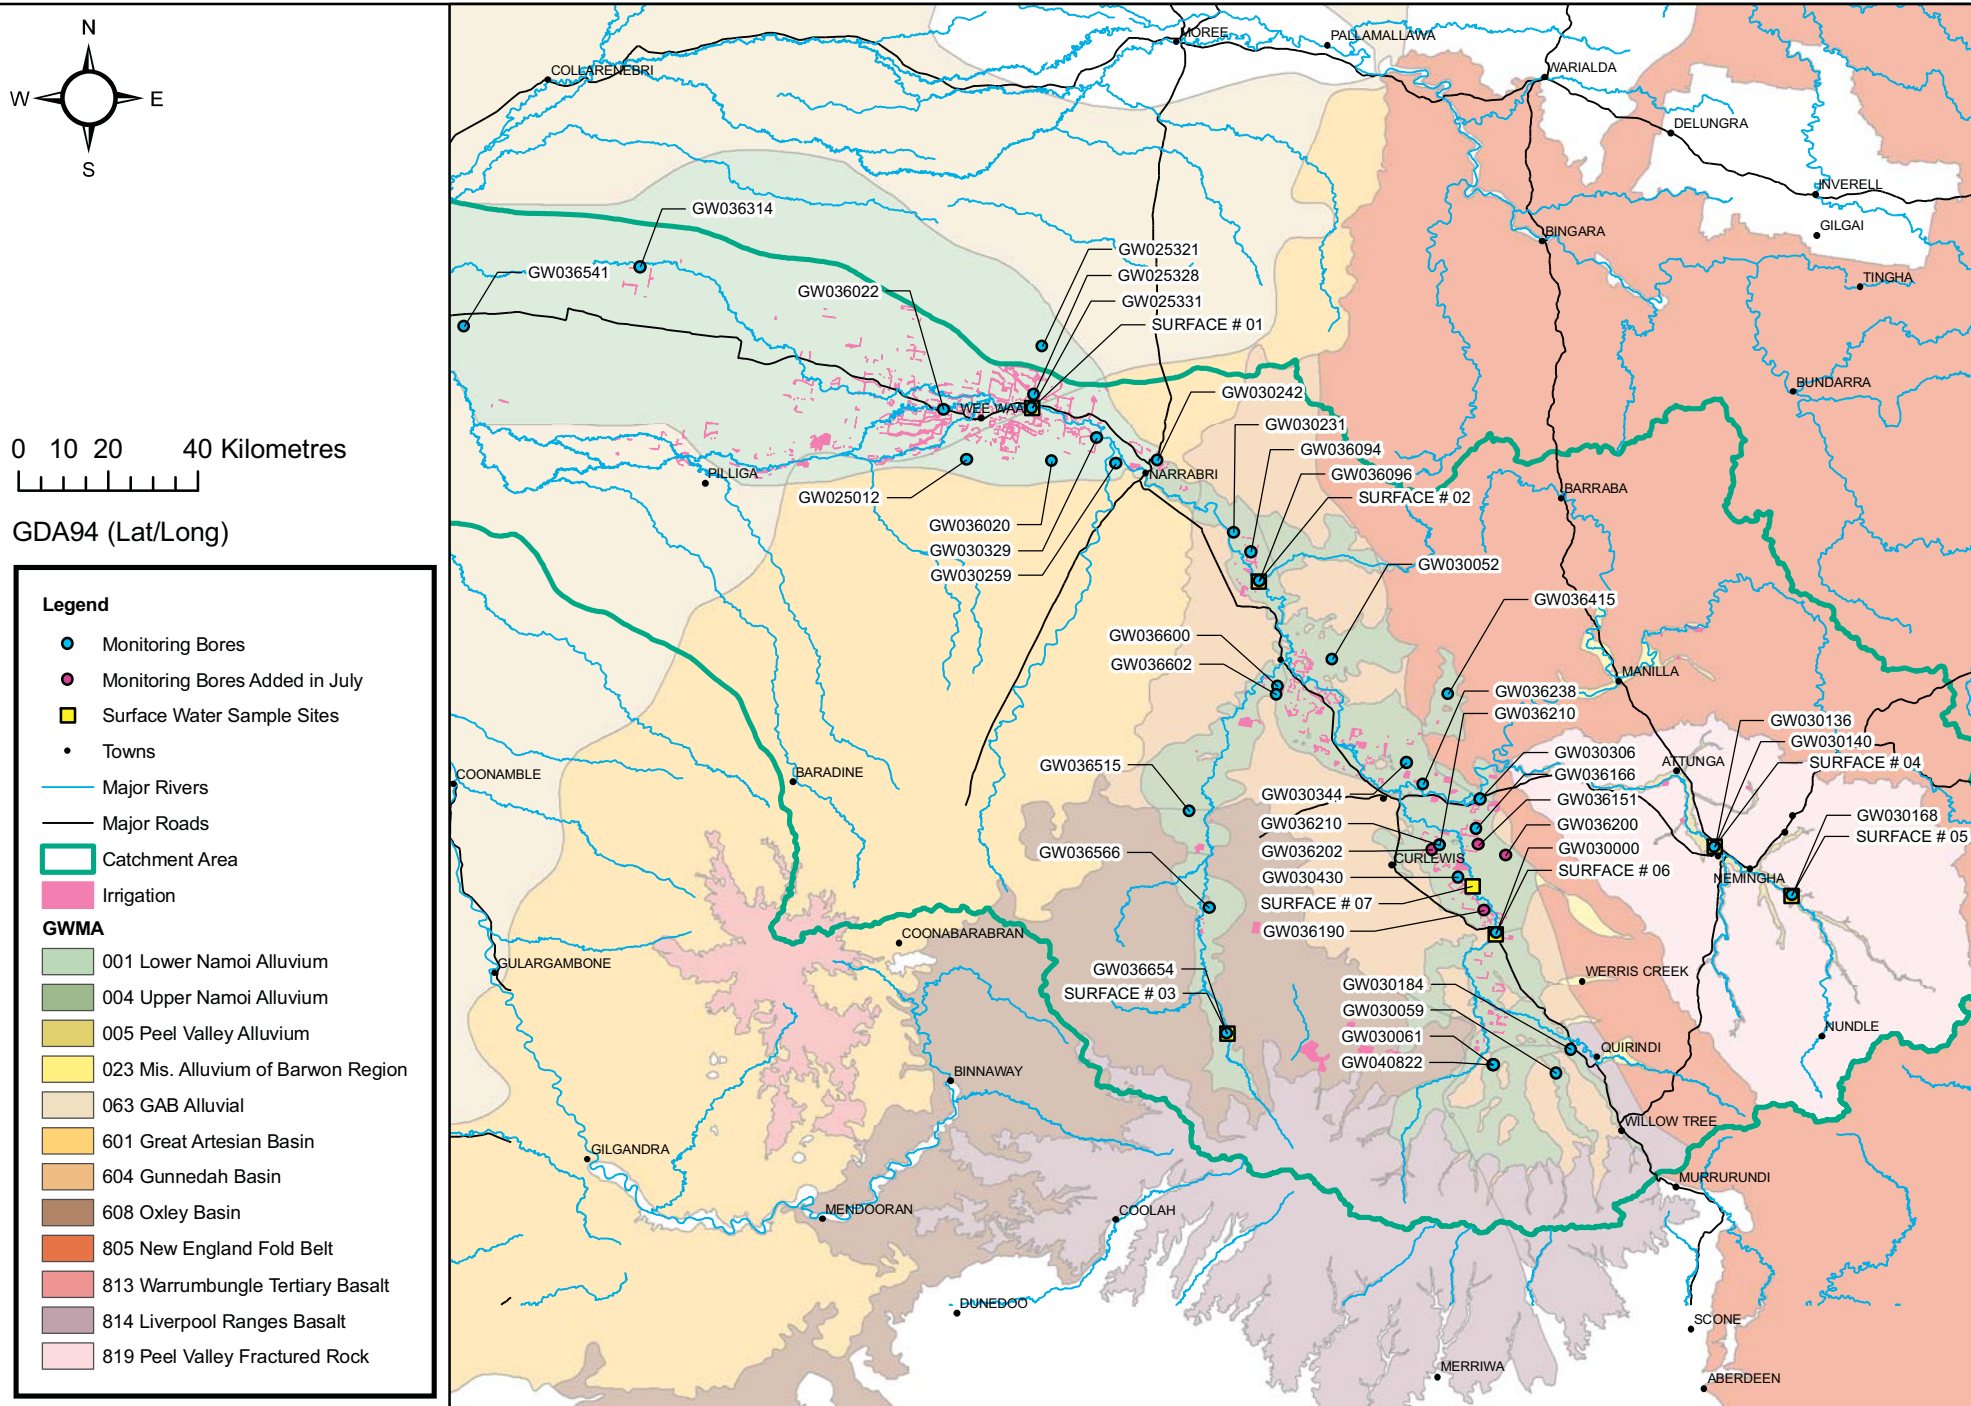 N
W
E
S
0 10 20 40 Kilometres
GDA94 (Lat/Long)
Legend
Monitoring Bores
Monitoring Bores Added in July
Surface Water Sample Sites
Towns
Major Rivers
Major Roads
Catchment Area
Irrigation
GWMA
001 Lower Namoi Alluvium
004 Upper Namoi Alluvium
005 Peel Valley Alluvium
023 Mis. Alluvium of Barwon Region
063 GAB Alluvial
601 Great Artesian Basin
604 Gunnedah Basin
608 Oxley Basin
805 New England Fold Belt
813 Warrumbungle Tertiary Basalt
814 Liverpool Ranges Basalt
819 Peel Valley Fractured Rock
MOREE
PALLAMALLAWA
COLLARENEBRI
WARIALDA
DELUNGRA
INVERELL
GILGAI
BINGARA
TINGHA
BUNDARRA
GW036314
GW036541
GW036022
GW025321
GW025328
GW025331
SURFACE # 01
WEE WAA
PILLIGA
GW025012
GW036020
GW030329
GW030259
NARRABRI
GW030242
GW030231
GW036094
GW036096
SURFACE # 02
BARRABA
GW030052
GW036415
GW036600
GW036602
MANILLA
GW036238
GW036210
GW030136
GW030140
SURFACE # 04
GW030306
GW036166
GW036151
GW036200
GW030000
SURFACE # 06
ATTUNGA
GW030168
SURFACE # 05
NEMINGHA
GW036515
GW030344
GW036210
GW036202
CURLEWIS
GW030430
SURFACE # 07
GW036190
GW036566
GW036654
SURFACE # 03
COONAMBLE
BARADINE
COONABARABRAN
GULARGAMBONE
WERRIS CREEK
GW030184
GW030059
GW030061
GW040822
QUIRINDI
NUNDLE
BINNAWAY
WILLOW TREE
GILGANDRA
MURRURUNDI
MENDOORAN
COOLAH
DUNEDOO
SCONE
MERRIWA
ABERDEEN